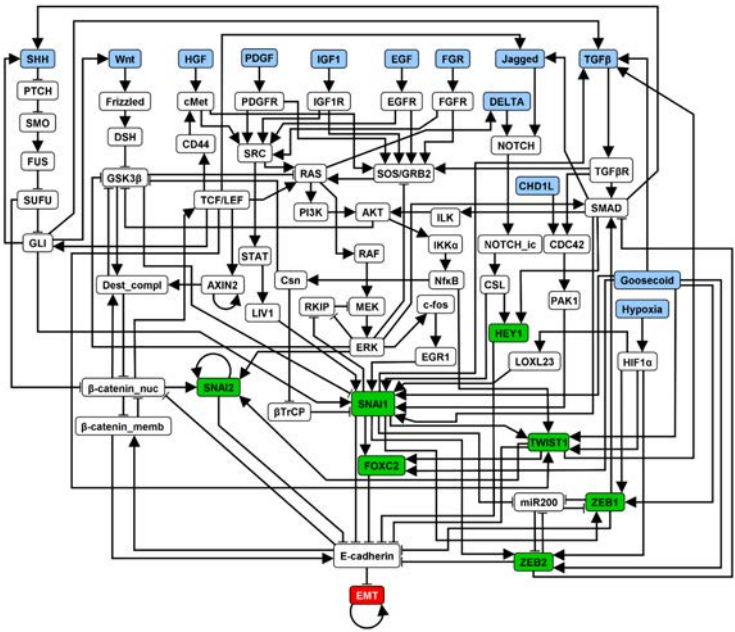 SHH Wnt HGF PDGF IGF1 EGF FGR Jagged TGFβ
PTCH Frizzled cMet PDGFR IGF1R EGFR FGFR DELTA
SMO DSH CD44 SRC NOTCH
FUS GSK3β RAS SOS/GRB2 TGFβR
SUFU TCF/LEF PI3K AKT ILK CHD1L SMAD
GLI STAT RAF IKKα NOTCH_ic CDC42
Dest_compl AXIN2 Csn NfκB CSL Goosecoid
LIV1 RKIP MEK c-fos PAK1 Hypoxia
ERK EGR1 HEY1 LOXL23 HIF1α
β-catenin_nuc SNAI2 βTrCP SNAI1
β-catenin_memb TWIST1
FOXC2
miR200 ZEB1
E-cadherin ZEB2
EMT